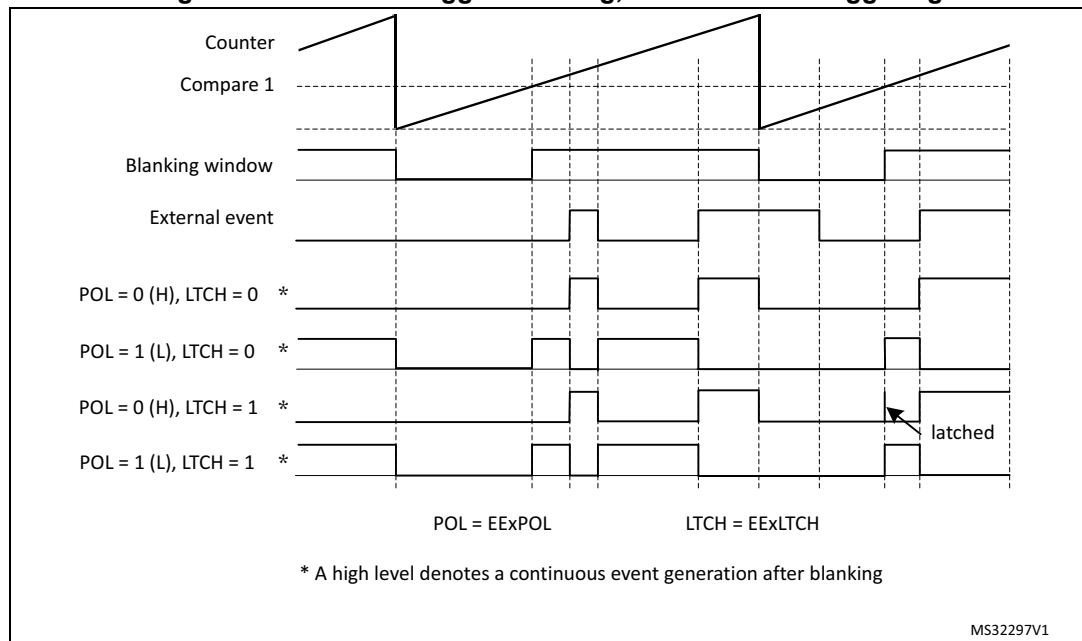 Counter
Compare 1
Blanking window
External event
POL = 0 (H), LTCH = 0 *
POL = 1 (L), LTCH = 0 *
POL = 0 (H), LTCH = 1 *
latched
POL = 1 (L), LTCH = 1 *
POL = EExPOL LTCH = EExLTCH
* A high level denotes a continuous event generation after blanking
MS32297V1